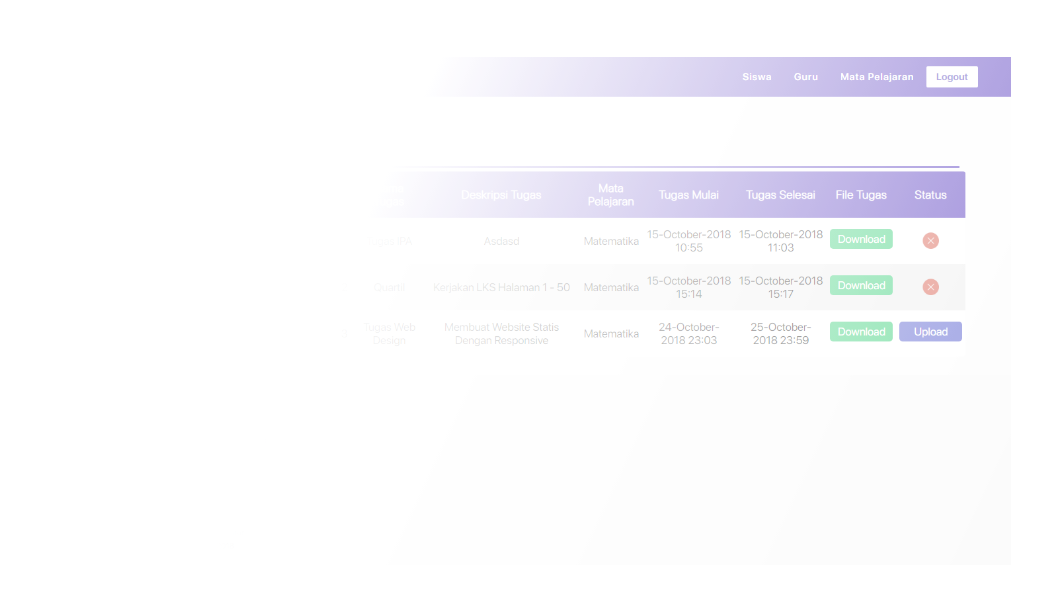 Siswa Guru Mata Pelajaran Logout
Deskripsi Tugas Mata Pelajaran Tugas Mulai Tugas Selesai File Tugas Status
Asdasd Matematika 15-October-2018 10:55 15-October-2018 11:03 Download
Kerjakan LKS Halaman 1 - 50 Matematika 15-October-2018 15:14 15-October-2018 15:17 Download
Tugas Web Design Membuat Website Statis Dengan Responsive Matematika 24-October-2018 23:03 25-October-2018 23:59 Download Upload